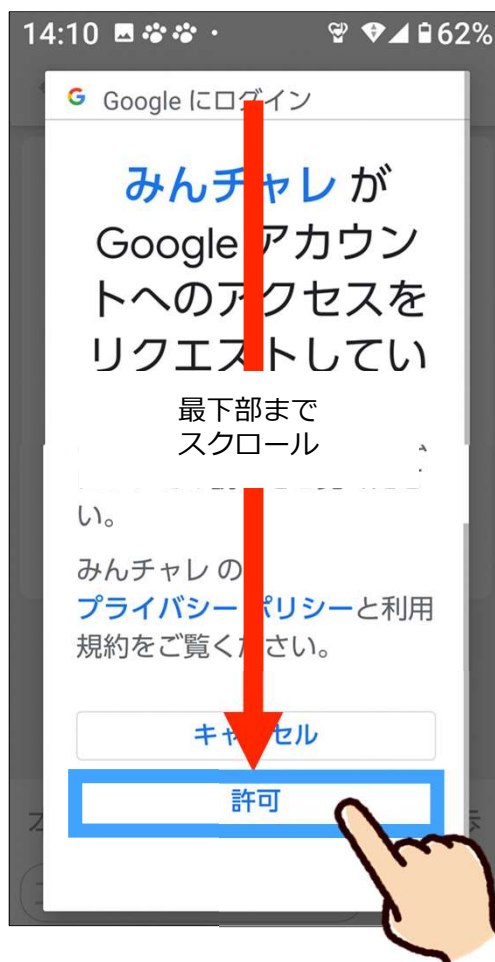 14:10
62%
Google にログイン
みんチャレ が
Google アカウン
トへのアクセスを
リクエストしてい
最下部まで
スクロール
い。
みんチャレ の
プライバシー ポリシーと利用
規約をご覧ください。
キャンセル
許可